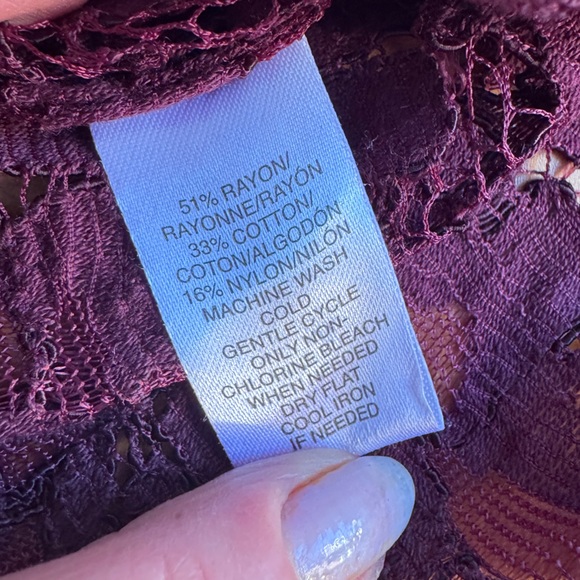 51% RAYON/
RAYONNE/RAYÓN
33% COTTON/
COTON/ALGODÓN
16% NYLON/NILÓN
MACHINE WASH
COLD
GENTLE CYCLE
ONLY NON-
CHLORINE BLEACH
WHEN NEEDED
DRY FLAT
COOL IRON
IF NEEDED